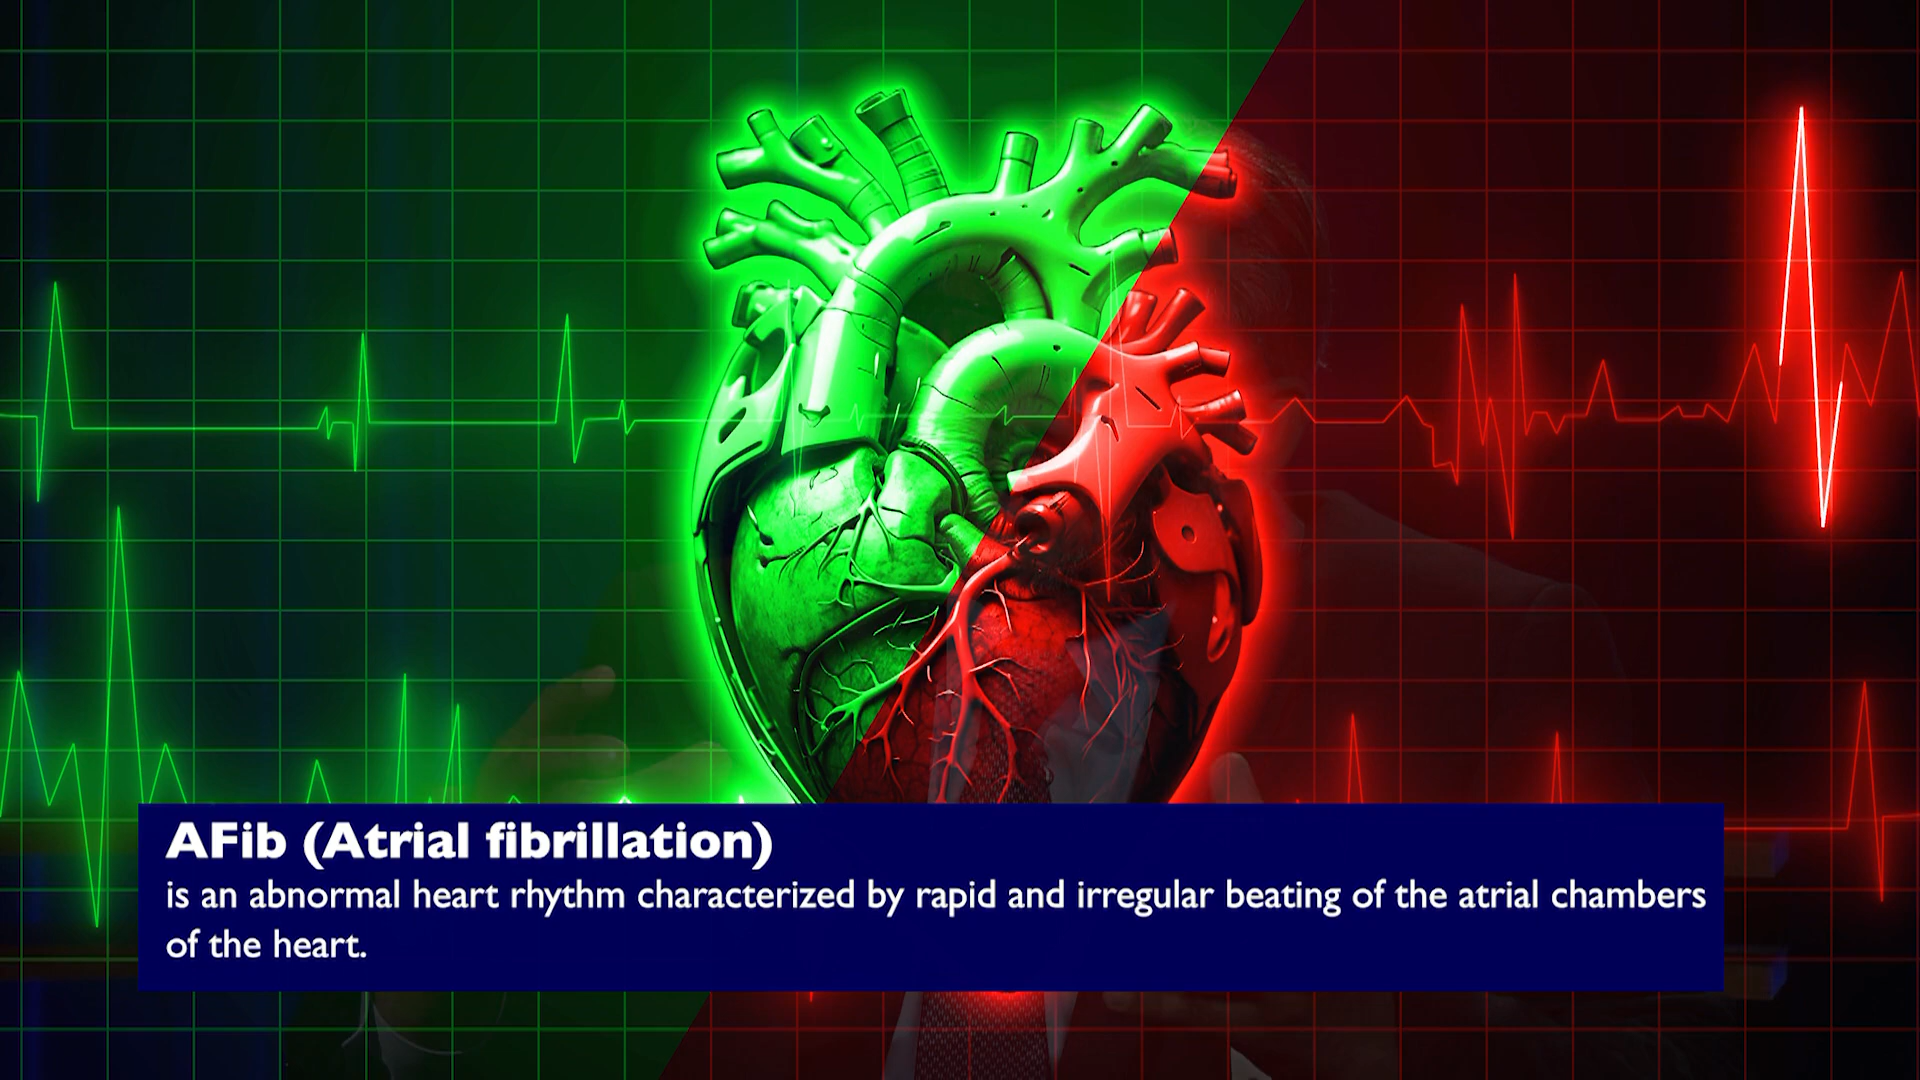 AFib (Atrial fibrillation)
is an abnormal heart rhythm characterized by rapid and irregular beating of the atrial chambers
of the heart.